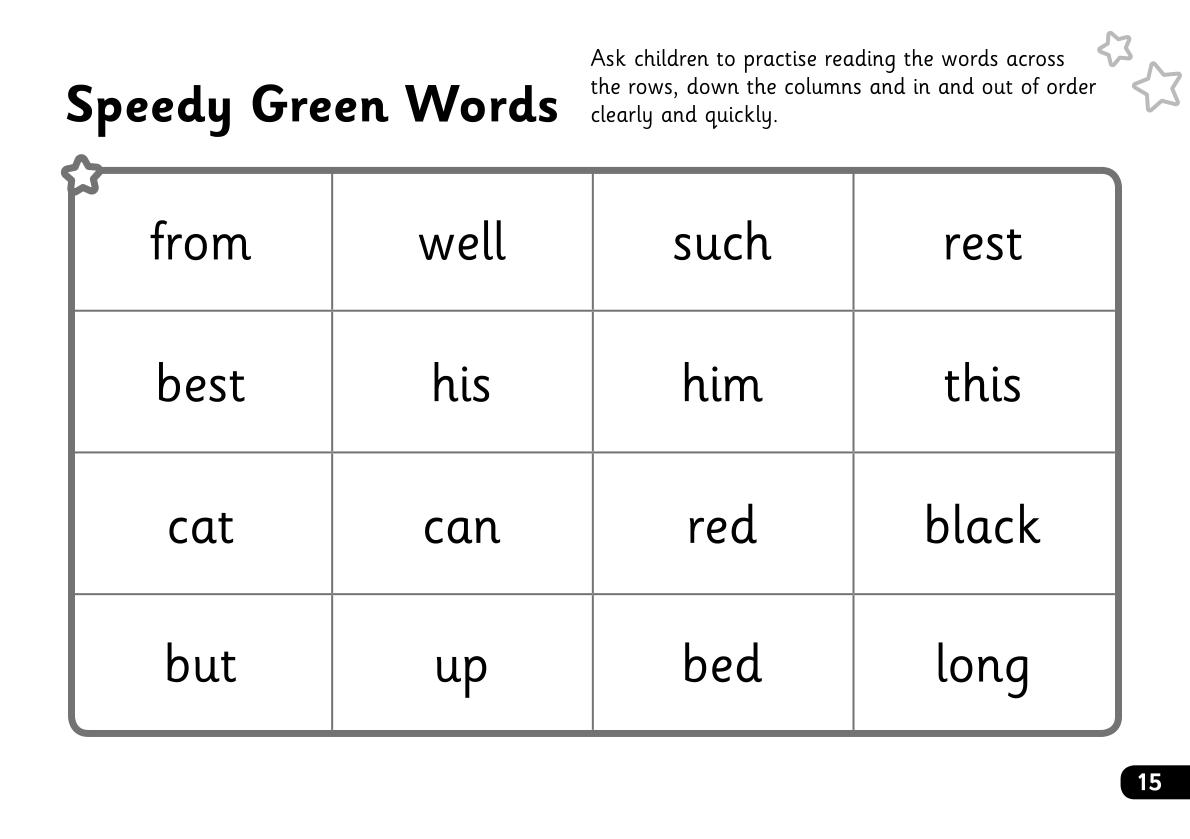 Speedy Green Words
Ask children to practise reading the words across
the rows, down the columns and in and out of order
clearly and quickly.
from well such rest
best his him this
cat can red black
but up bed long
15